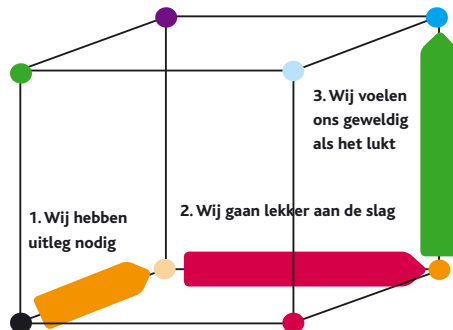 1. Wij hebben
uitleg nodig
2. Wij gaan lekker aan de slag
3. Wij voelen
ons geweldig
als het lukt